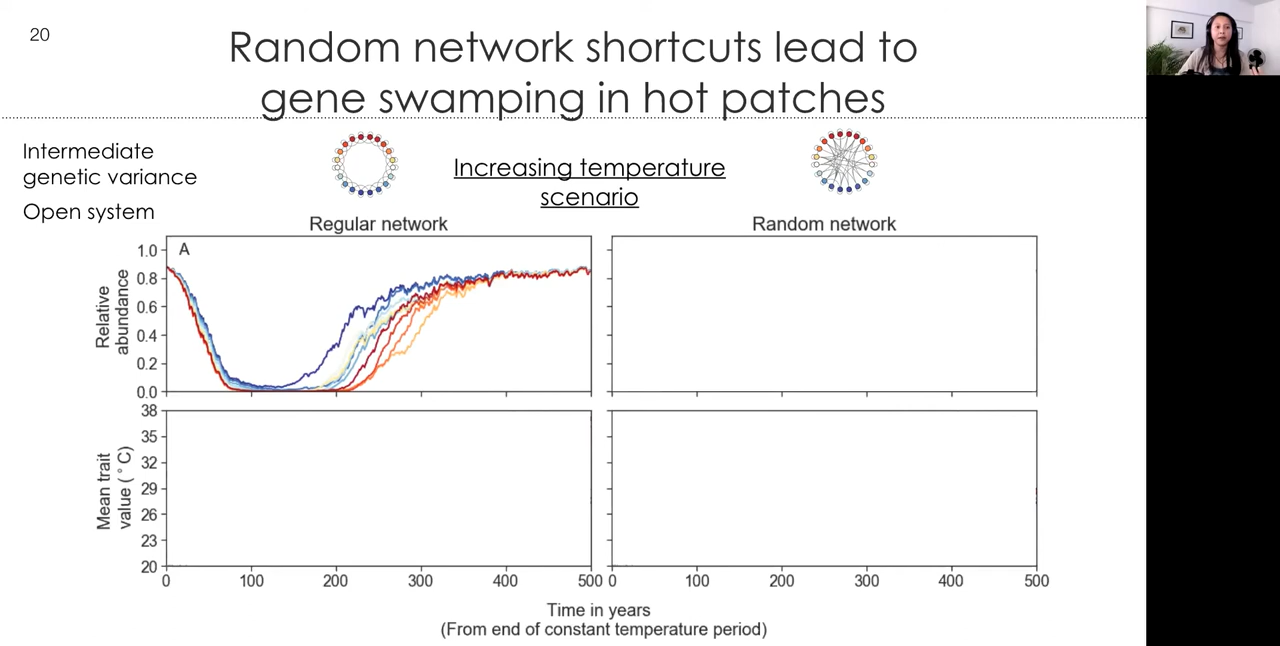 20
Random network shortcuts lead to
gene swamping in hot patches
Intermediate
genetic variance
Open system
Increasing temperature
scenario
Regular network
Random network
A
1.0
0.8
0.6
0.4
0.2
0.0
Relative
abundance
38
35
32
29
26
23
20
Mean trait
value ( ° C)
0 100 200 300 400 500
0 100 200 300 400 500
Time in years
(From end of constant temperature period)